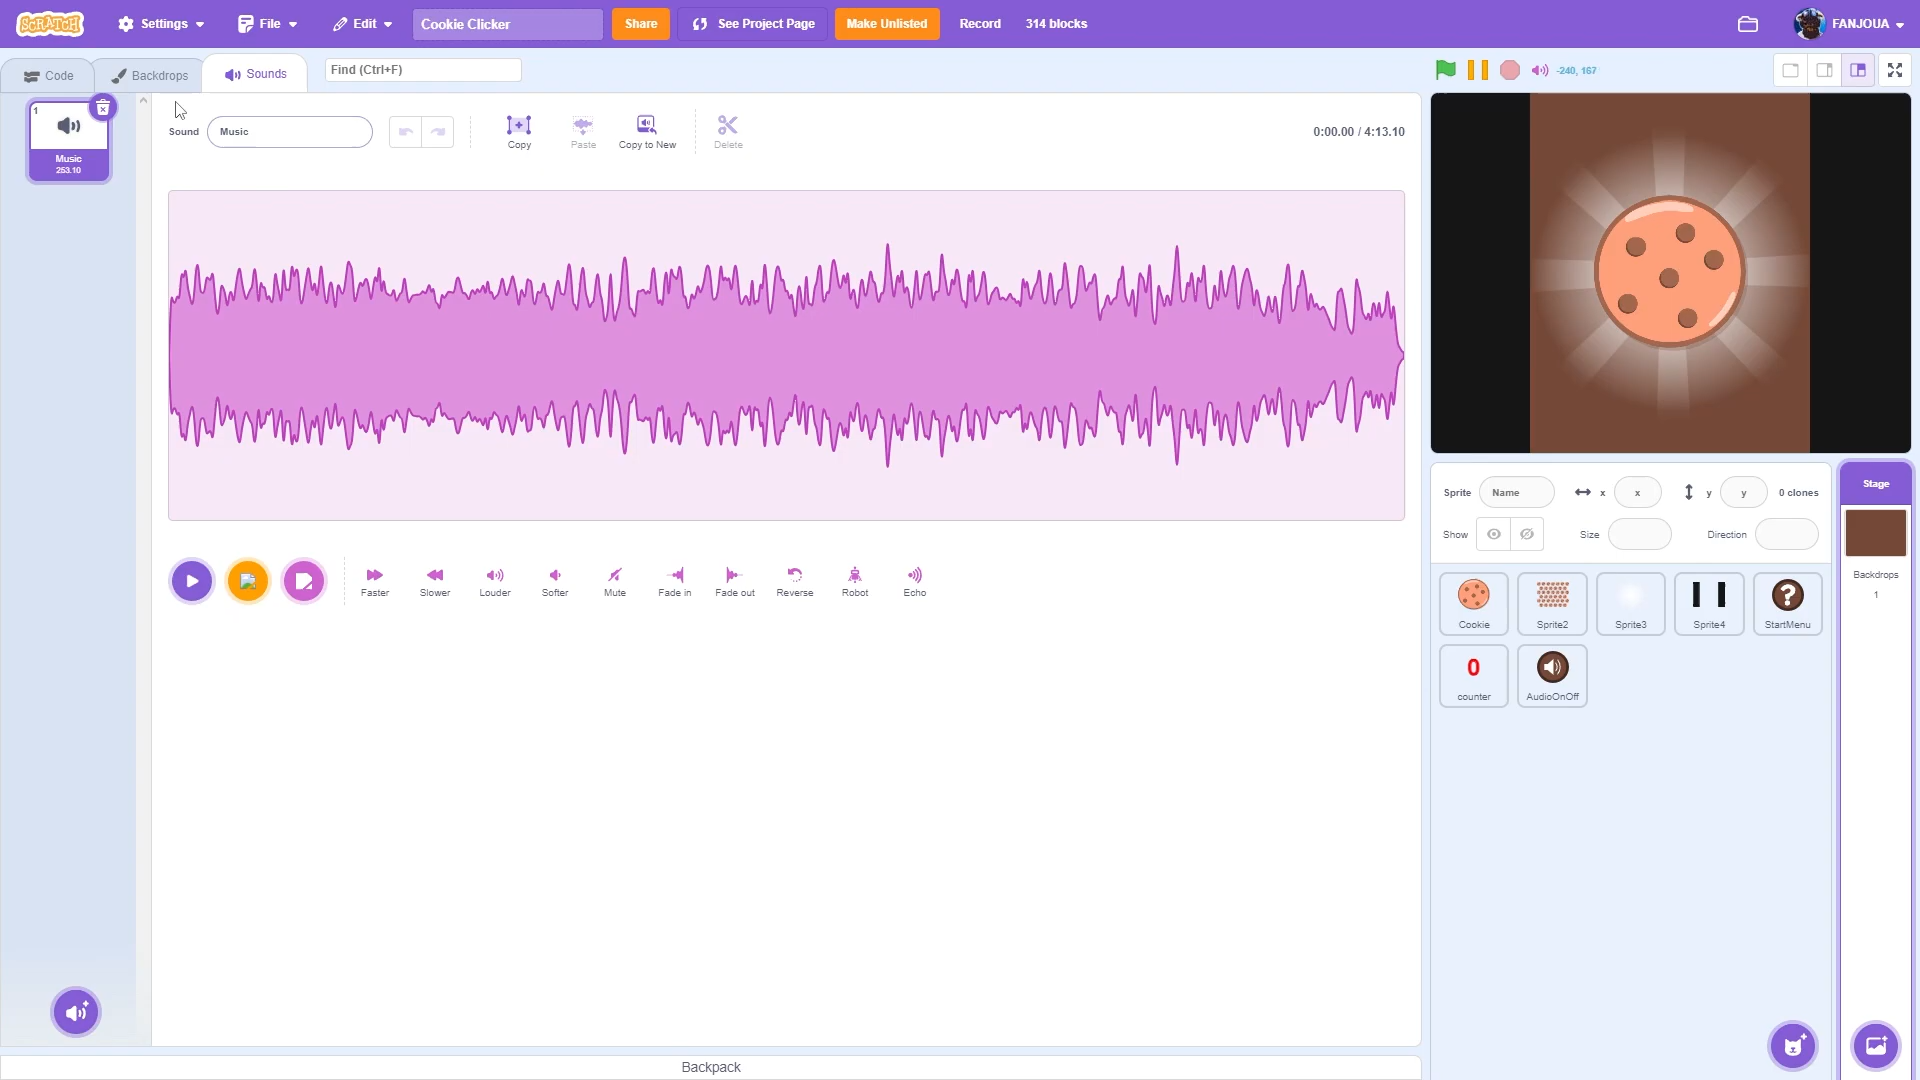 SCRATCH Settings File Edit Cookie Clicker Share See Project Page Make Unlisted Record 314 blocks FANJOUA
Code Backdrops Sounds Find (Ctrl+F) -240, 167
1
Music
253.10
Sound Music Copy Paste Copy to New Delete 0:00.00 / 4:13.10
Faster Slower Louder Softer Mute Fade in Fade out Reverse Robot Echo
Sprite Name x x y y 0 clones
Show Size Direction
Stage
Backdrops
1
Cookie Sprite2 Sprite3 Sprite4 ? StartMenu
0
counter AudioOnOff
Backpack